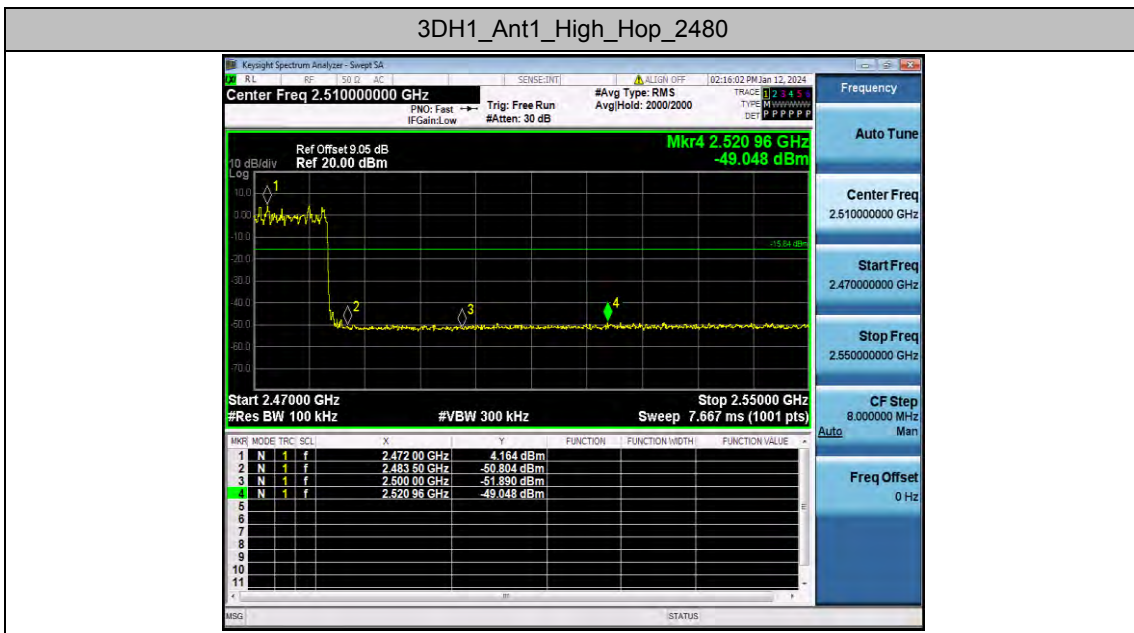 3DH1_Ant1_High_Hop_2480
Keysight Spectrum Analyzer - Swept SA
RL RF 50 Ω AC SENSE:INT ALIGN OFF 02:16:02 PM Jan 12, 2024
Center Freq 2.510000000 GHz
PNO: Fast
IFGain:Low
Trig: Free Run
#Atten: 30 dB
#Avg Type: RMS
Avg|Hold: 2000/2000
TRACE 1 2 3 4 5 6
TYPE M WWWWW
DET P P P P P P
Frequency
Auto Tune
Center Freq
2.510000000 GHz
Start Freq
2.470000000 GHz
Stop Freq
2.550000000 GHz
CF Step
8.000000 MHz
Auto Man
Freq Offset
0 Hz
Mkr4 2.520 96 GHz
-49.048 dBm
Ref Offset 9.05 dB
10 dB/div Ref 20.00 dBm
Log
10.0
0.00
-10.0
-20.0
-30.0
-40.0
-50.0
-60.0
-70.0
1
2
3
4
-15.84 dBm
Start 2.47000 GHz Stop 2.55000 GHz
#Res BW 100 kHz #VBW 300 kHz Sweep 7.667 ms (1001 pts)
MKR MODE TRC SCL X Y FUNCTION FUNCTION WIDTH FUNCTION VALUE
1 N 1 f 2.472 00 GHz 4.164 dBm
2 N 1 f 2.483 50 GHz -50.804 dBm
3 N 1 f 2.500 00 GHz -51.890 dBm
4 N 1 f 2.520 96 GHz -49.048 dBm
5
6
7
8
9
10
11
MSG STATUS